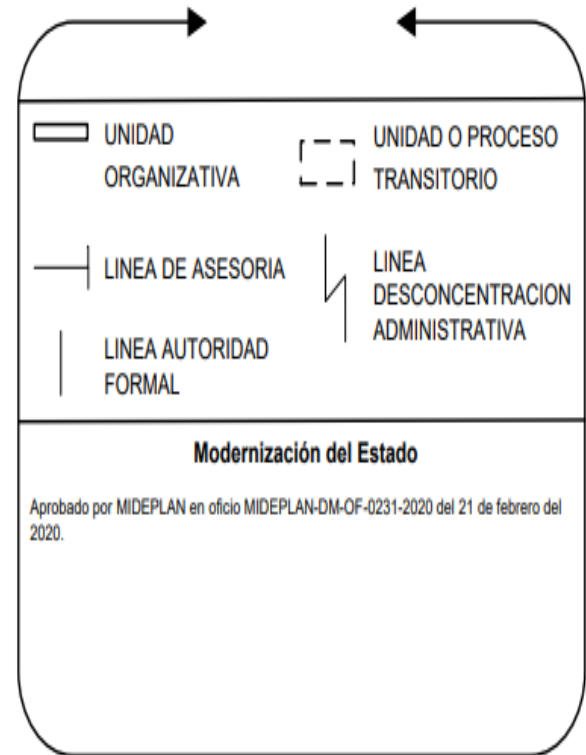 UNIDAD
ORGANIZATIVA
UNIDAD O PROCESO
TRANSITORIO
LINEA DE ASESORIA
LINEA
DESCONCENTRACION
ADMINISTRATIVA
LINEA AUTORIDAD
FORMAL
Modernización del Estado
Aprobado por MIDEPLAN en oficio MIDEPLAN-DM-OF-0231-2020 del 21 de febrero del
2020.